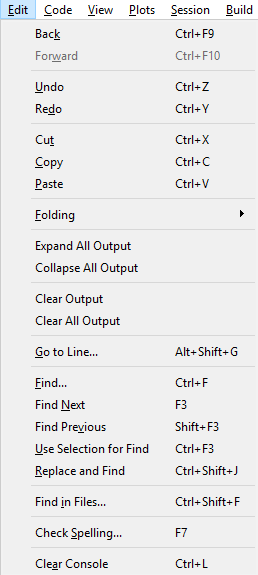 Edit Code View Plots Session Build
Back Ctrl+F9
Forward Ctrl+F10
Undo Ctrl+Z
Redo Ctrl+Y
Cut Ctrl+X
Copy Ctrl+C
Paste Ctrl+V
Folding
Expand All Output
Collapse All Output
Clear Output
Clear All Output
Go to Line... Alt+Shift+G
Find... Ctrl+F
Find Next F3
Find Previous Shift+F3
Use Selection for Find Ctrl+F3
Replace and Find Ctrl+Shift+J
Find in Files... Ctrl+Shift+F
Check Spelling... F7
Clear Console Ctrl+L